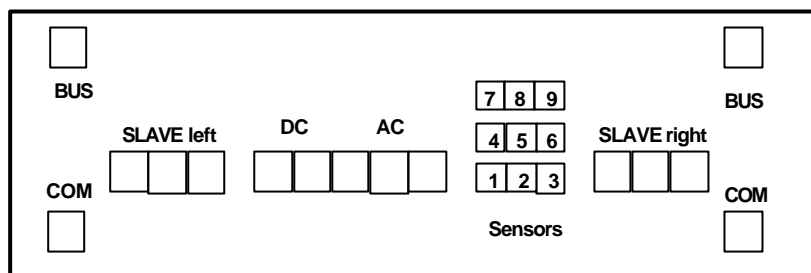 BUS
BUS
7 8 9
SLAVE left
DC
AC
4 5 6
SLAVE right
1 2 3
COM
COM
Sensors